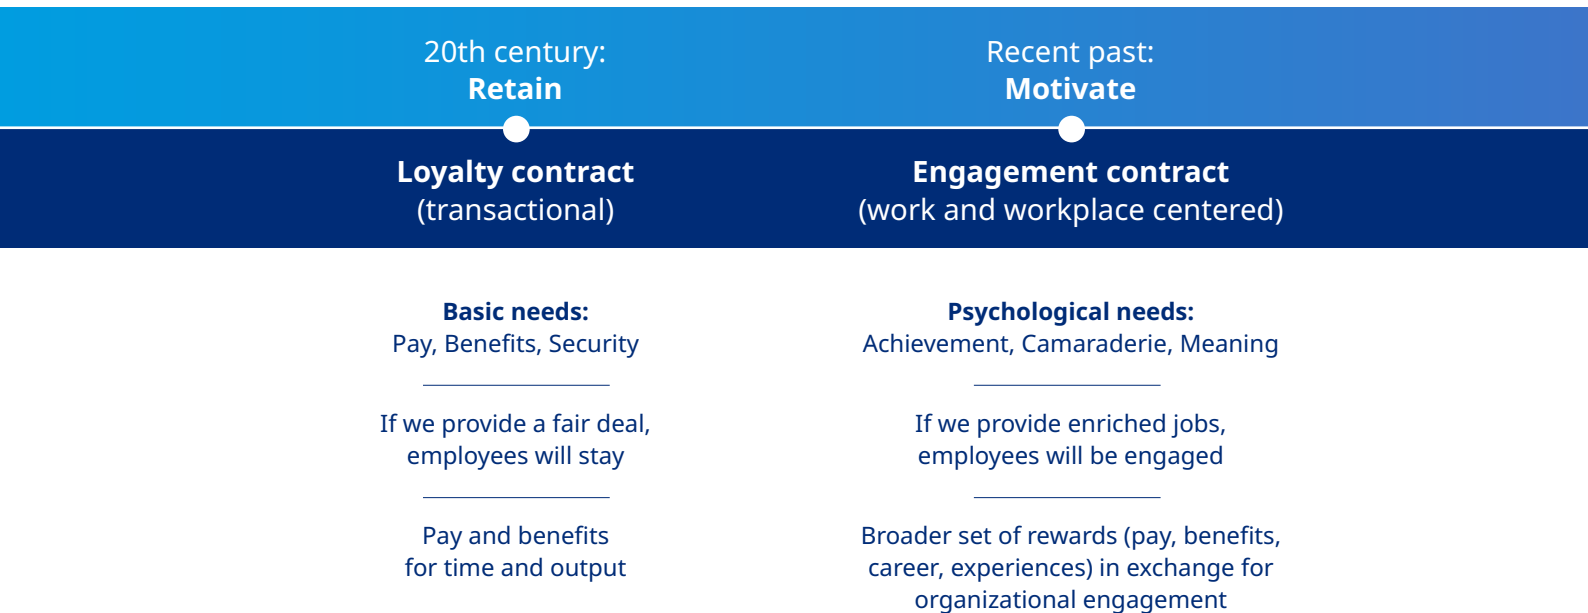 20th century:
Retain
Loyalty contract
(transactional)
Basic needs:
Pay, Benefits, Security
If we provide a fair deal,
employees will stay
Pay and benefits
for time and output
Recent past:
Motivate
Engagement contract
(work and workplace centered)
Psychological needs:
Achievement, Camaraderie, Meaning
If we provide enriched jobs,
employees will be engaged
Broader set of rewards (pay, benefits,
career, experiences) in exchange for
organizational engagement